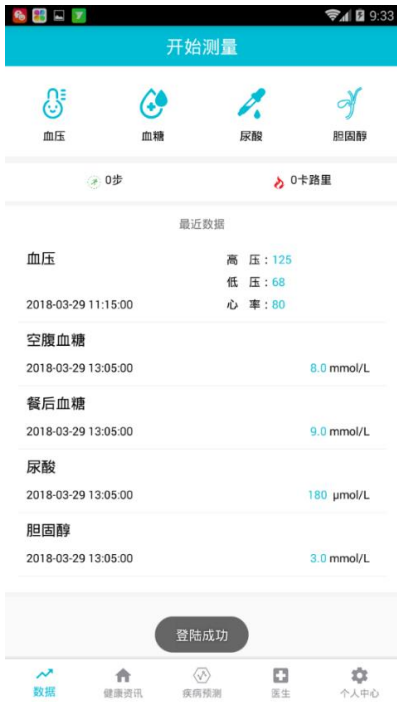 9:33
开始测量
血压 血糖 尿酸 胆固醇
0步 0卡路里
最近数据
血压 高 压：125
低 压：68
2018-03-29 11:15:00 心 率：80
空腹血糖
2018-03-29 13:05:00 8.0 mmol/L
餐后血糖
2018-03-29 13:05:00 9.0 mmol/L
尿酸
2018-03-29 13:05:00 180 μmol/L
胆固醇
2018-03-29 13:05:00 3.0 mmol/L
登陆成功
数据 健康资讯 疾病预测 医生 个人中心